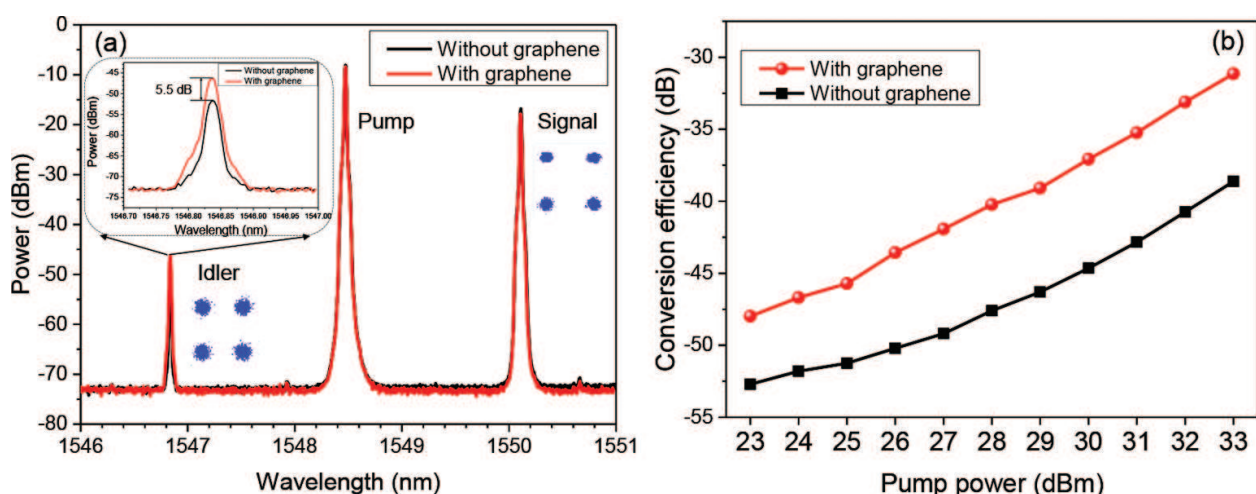 (a)
Without graphene
With graphene
Power (dBm)
0
-10
-20
-30
-40
-50
-60
-70
-80
1546
1547
1548
1549
1550
1551
Wavelength (nm)
Pump
Signal
Idler
Without graphene
With graphene
5.5 dB
Power (dBm)
-45
-50
-55
-60
-65
-70
-75
1546.70
1546.75
1546.80
1546.85
1546.90
1546.95
1547.00
Wavelength (nm)
(b)
With graphene
Without graphene
Conversion efficiency (dB)
-30
-35
-40
-45
-50
-55
23 24 25 26 27 28 29 30 31 32 33
Pump power (dBm)